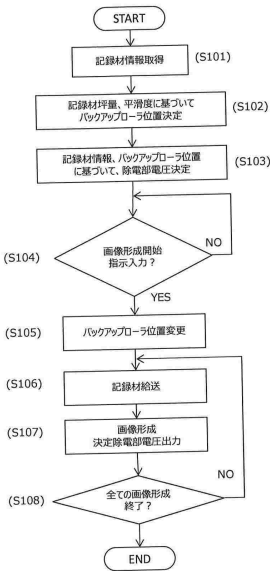 START
記録材情報取得
(S101)
記録材坪量、平滑度に基づいて
バックアップローラ位置決定
(S102)
記録材情報、バックアップローラ位置
に基づいて、除電部電圧決定
(S103)
NO
(S104)
画像形成開始
指示入力？
YES
(S105)
バックアップローラ位置変更
(S106)
記録材給送
(S107)
画像形成
決定除電部電圧出力
NO
(S108)
全ての画像形成
終了？
END